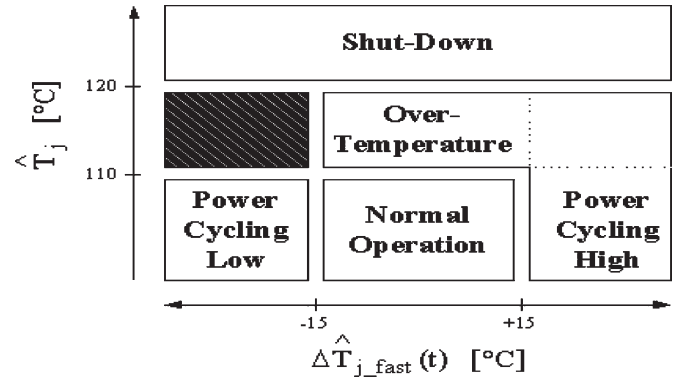 Shut-Down
120
Over-
Temperature
T̂j [°C]
110
Power
Cycling
Low
Normal
Operation
Power
Cycling
High
-15
+15
ΔT̂j_fast(t) [°C]